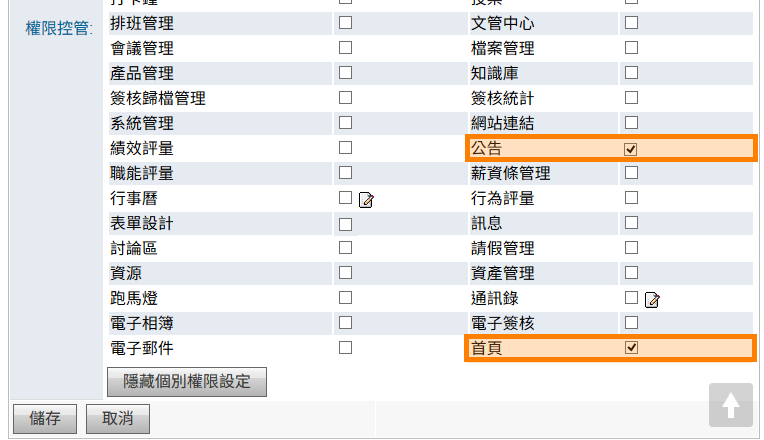 打卡鐘 投票
權限控管:
排班管理 文管中心
會議管理 檔案管理
產品管理 知識庫
簽核歸檔管理 簽核統計
系統管理 網站連結
績效評量 公告
職能評量 薪資條管理
行事曆 行為評量
表單設計 訊息
討論區 請假管理
資源 資產管理
跑馬燈 通訊錄
電子相簿 電子簽核
電子郵件 首頁
隱藏個別權限設定
儲存 取消